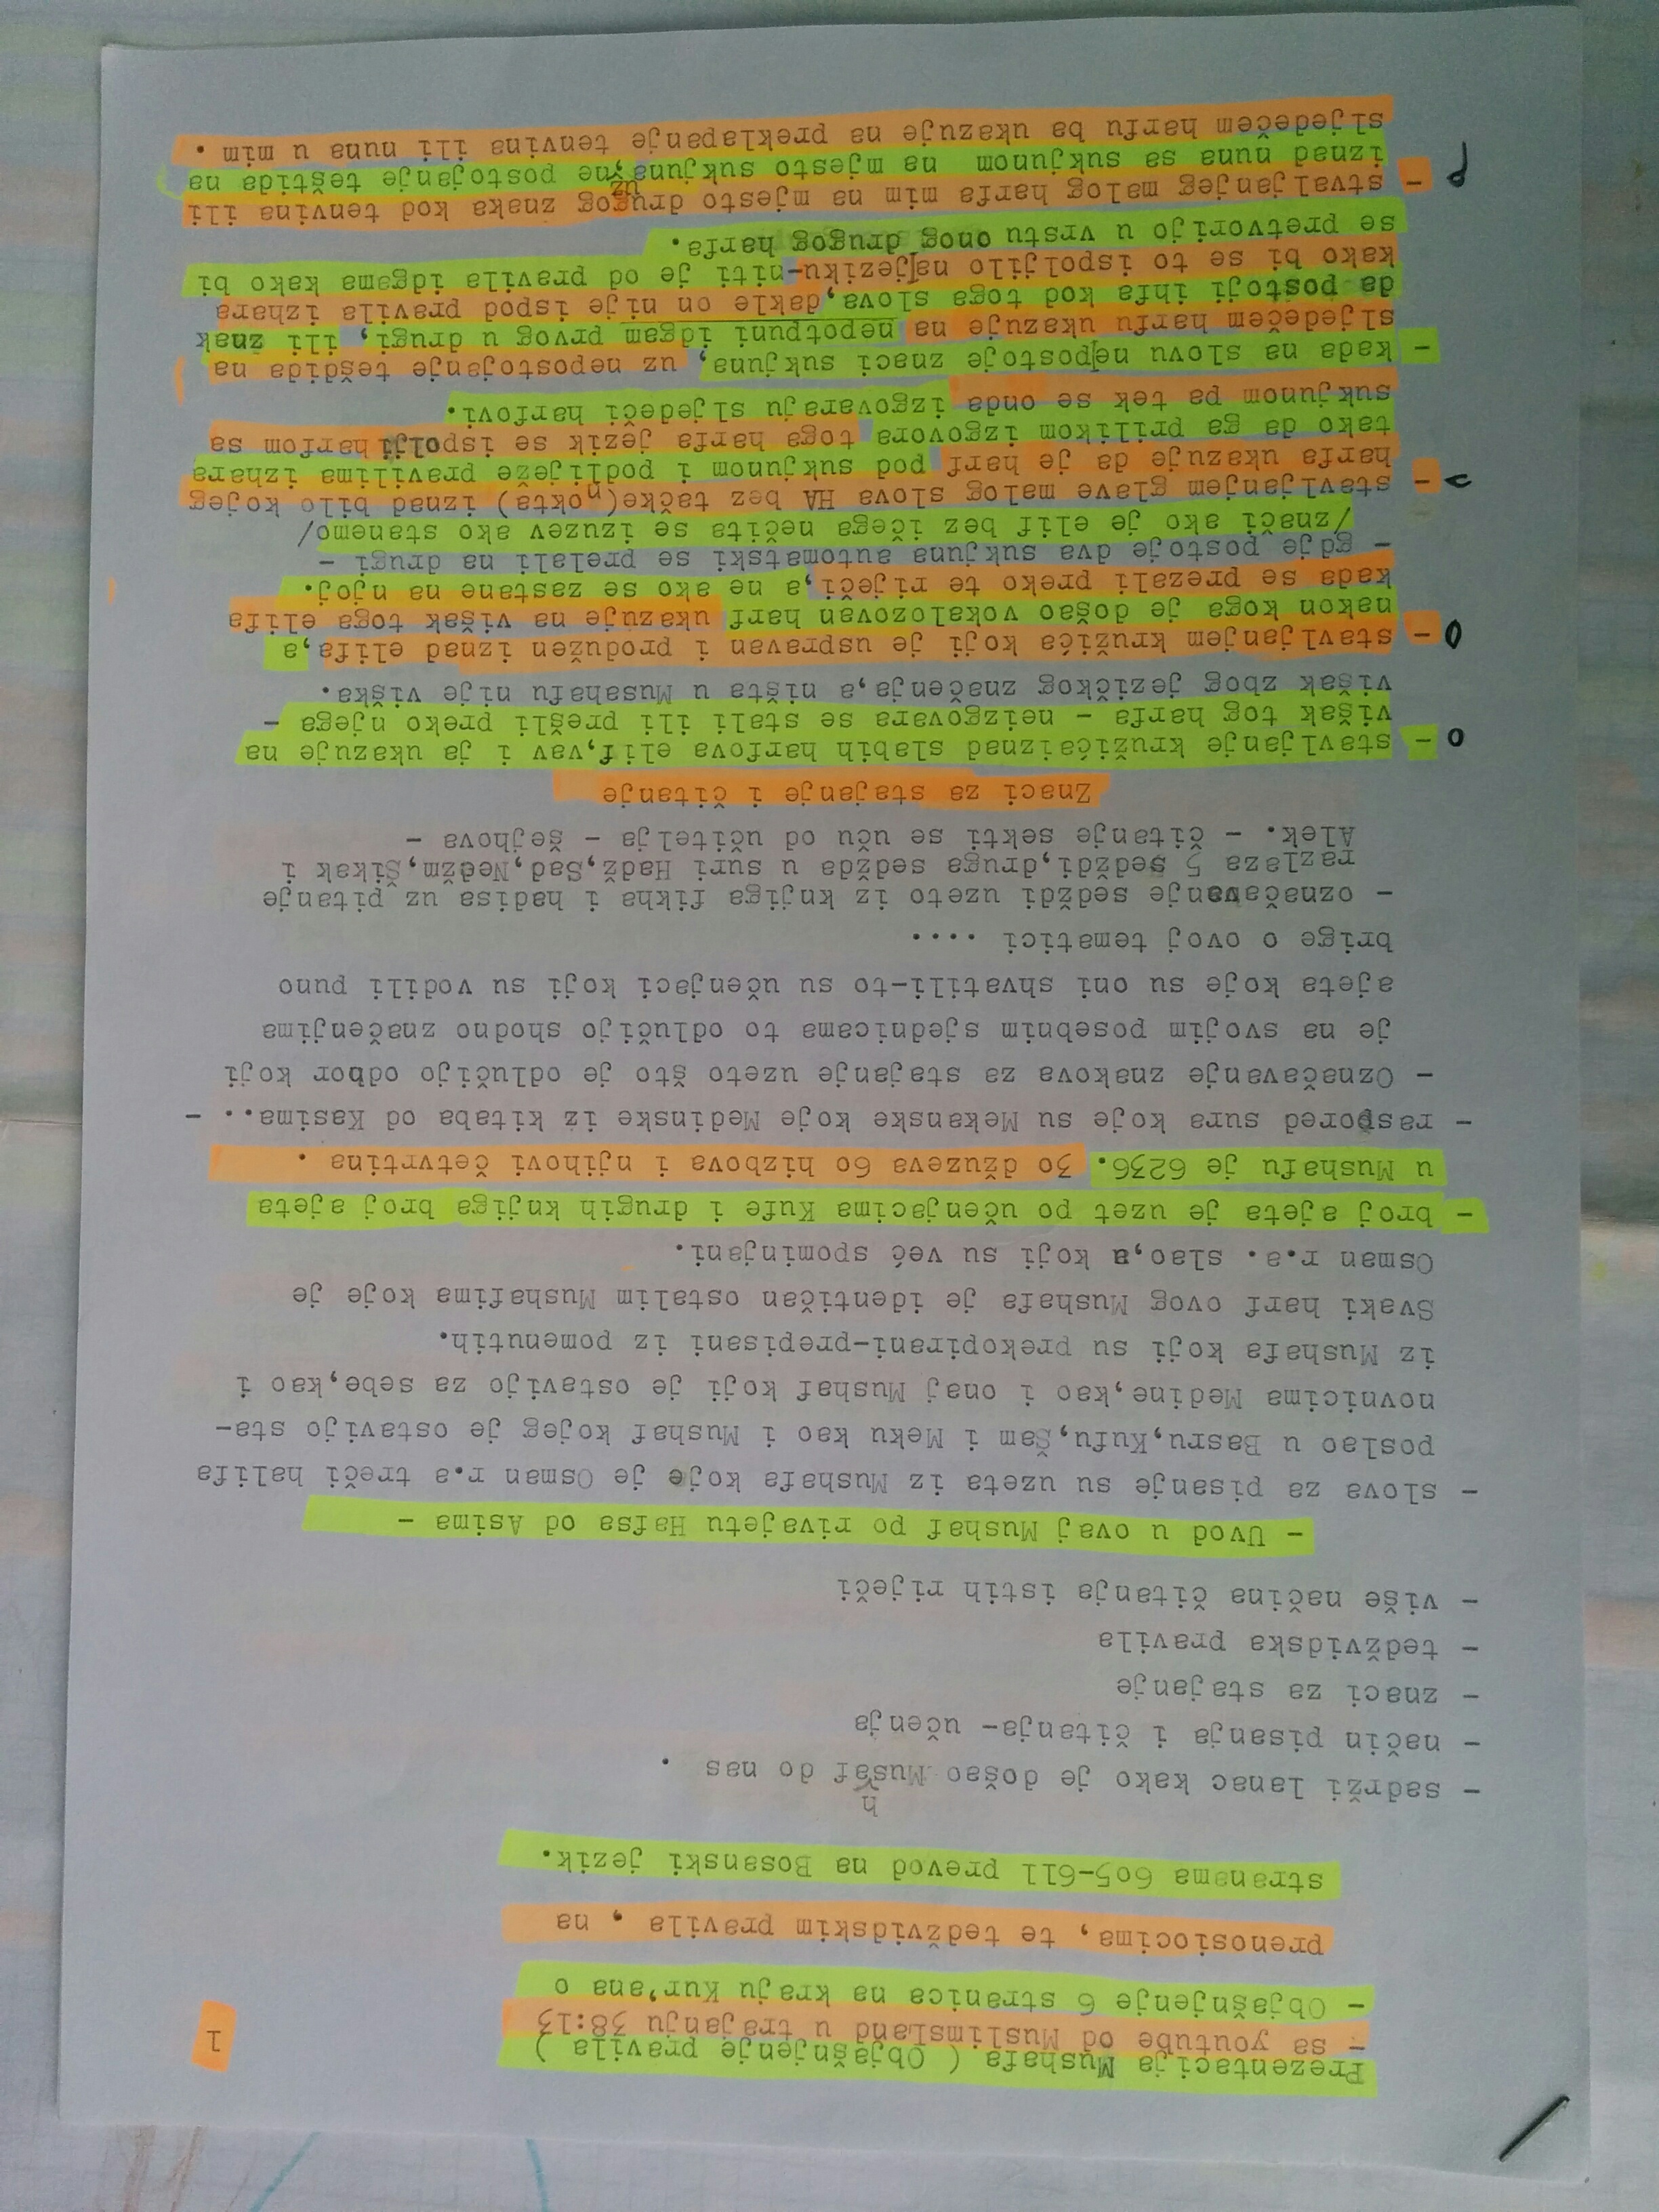 1
Prezentacija Mushafa ( Objašnjenje pravila )
- sa youtube od MuslimsLand u trajanju 38:13
- Objašnjenje 6 stranica na kraju Kur'ana o
prenosiocima, te tedžvidskim pravila , na
stranama 6o5-611 prevod na Bosanski jezik.
- sadrži lanac kako je došao Mushaf do nas .
- način pisanja i čitanja- učenja
- znaci za stajanje
- tedžvidska pravila
- više načina čitanja istih riječi
- Uvod u ovaj Mushaf po rivajetu Hafsa od Asima -
- slova za pisanje su uzeta iz Mushafa koje je Osman r.a treči halifa
poslao u Basru,Kufu,Šam i Meku kao i Mushaf kojeg je ostavijo sta-
novnicima Medine,kao i onaj Mushaf koji je ostavijo za sebe,kao i
iz Mushafa koji su prekopirani-prepisani iz pomenutih.
Svaki harf ovog Mushafa je identičan ostalim Mushafima koje je
Osman r.a. slao,a koji su već spominjani.
- broj ajeta je uzet po učenjacima Kufe i drugih knjiga broj ajeta
u Mushafu je 6236. 3o džuzeva 6o hizbova i njihovi četvrtina .
- raspored sura koje su Mekanske koje Medinske iz kitaba od Kasima.. -
- Označavanje znakova za stajanje uzeto što je odlučijo odbor koji
je na svojim posebnim sjednicama to odlučijo shodno značenjima
ajeta koje su oni shvatili-to su učenjaci koji su vodili puno
brige o ovoj tematici ....
- označavanje sedždi uzeto iz knjiga fikha i hadisa uz pitanje
razlaza 5 sedždi,druga sedžda u suri Hadž,Sad,Nedžm,Šikak i
Alek. - čitanje sekti se uču od učitelja - šejhova -
Znaci za stajanje i čitanje
o - stavljanje kružićaiznad slabih harfova elif,vav i ja ukazuje na
višak tog harfa - neizgovara se stali ili prešli preko njega -
višak zbog jezičkog značenja,a ništa u Musahafu nije viška.
0 - stavljanjem kružića koji je uspravan i produžen iznad elifa,a
nakon koga je došao vokalozovan harf ukazuje na višak toga elifa
kada se prezali preko te riječi,a ne ako se zastane na njoj.
- gdje postoje dva sukjuna automatski se prelali na drugi -
/znači ako je elif bez ičega nečita se izuzev ako stanemo/
- stavljanjem glave malog slova HA bez tačke(nokta) iznad bilo kojeg
harfa ukazuje da je harf pod sukjunom i podliježe pravilima izhara
tako da ga prilikom izgovora toga harfa jezik se ispolji harfom sa
sukjunom pa tek se onda izgovaraju sljedeči harfovi.
- kada na slovu ne postoje znaci sukjuna, uz nepostojanje tešdida na
sljedečem harfu ukazuje na nepotpuni idgam prvog u drugi, ili znak
da postoji ihfa kod toga slova,dakle on nije ispod pravila izhara
kako bi se to ispoljilo na jeziku-niti je od pravila idgama kako bi
se pretvorijo u vrstu onog drugog harfa.
م - stvaljanjeg malog harfa mim na mjesto drugog znaka kod tenvina ili
iznad nuna sa sukjunom na mjesto sukjuna,uz ne postojanje teštida na
sljedečem harfu ba ukazuje na preklapanje tenvina ili nuna u mim .